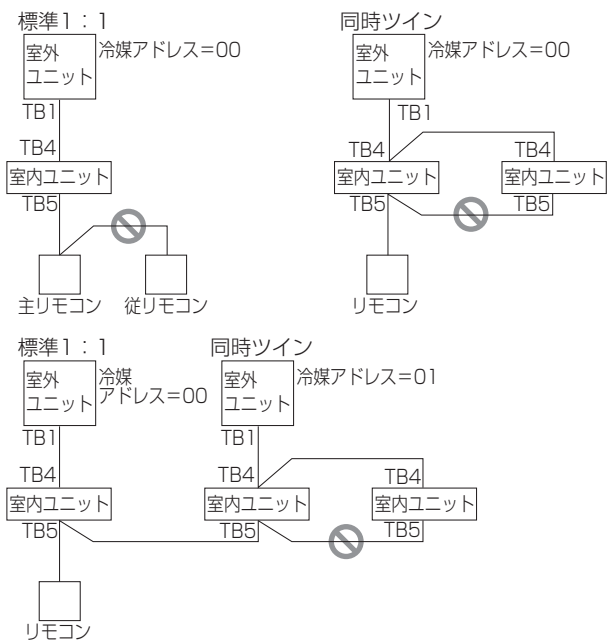 標準1：1
室外
ユニット
冷媒アドレス＝00
TB1
TB4
室内ユニット
TB5
主リモコン
従リモコン
同時ツイン
室外
ユニット
冷媒アドレス＝00
TB1
TB4
TB4
室内ユニット
室内ユニット
TB5
TB5
リモコン
標準1：1
室外
ユニット
冷媒
アドレス＝00
TB1
TB4
室内ユニット
TB5
リモコン
同時ツイン
室外
ユニット
冷媒アドレス＝01
TB1
TB4
TB4
室内ユニット
室内ユニット
TB5
TB5